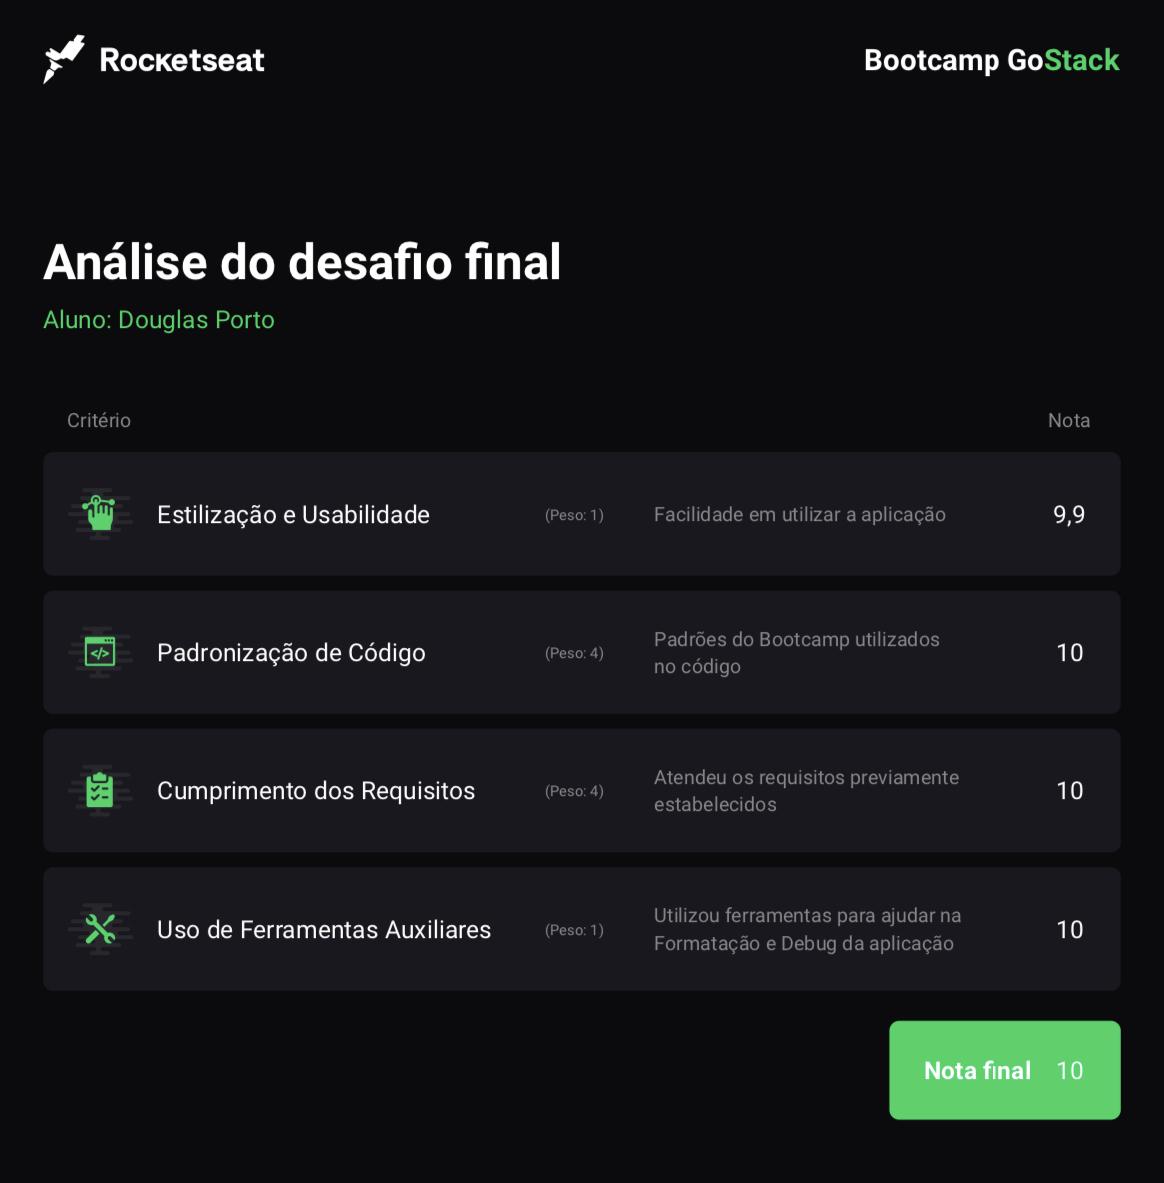 Rocketseat
Bootcamp GoStack
Análise do desafio final
Aluno: Douglas Porto
Critério
Nota
Estilização e Usabilidade
(Peso: 1)
Facilidade em utilizar a aplicação
9,9
Padronização de Código
(Peso: 4)
Padrões do Bootcamp utilizados
no código
10
Cumprimento dos Requisitos
(Peso: 4)
Atendeu os requisitos previamente
estabelecidos
10
Uso de Ferramentas Auxiliares
(Peso: 1)
Utilizou ferramentas para ajudar na
Formatação e Debug da aplicação
10
Nota final 10